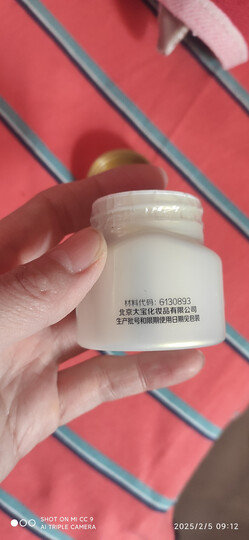 材料代码：6130893
北京大宝化妆品有限公司
生产批号和限期使用日期见包装
SHOT ON MI CC 9
AI TRIPLE CAMERA
2025/2/5 09:12